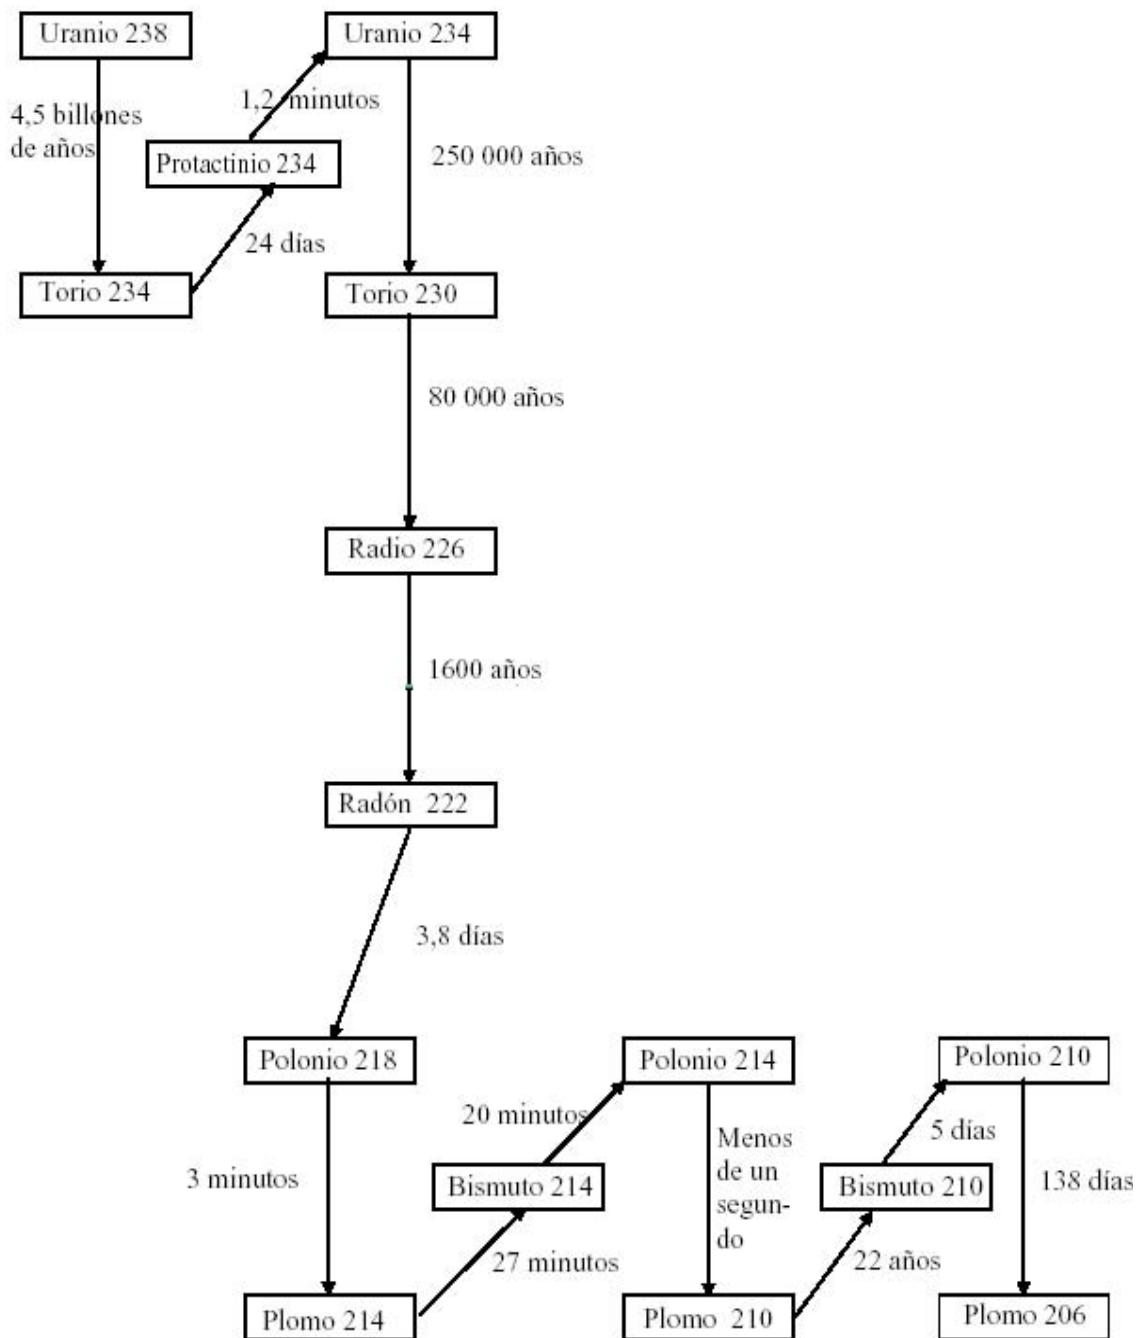 Uranio 238
Uranio 234
4,5 billones
de años
1,2 minutos
Protactinio 234
250 000 años
24 días
Torio 234
Torio 230
80 000 años
Radio 226
1600 años
Radón 222
3,8 días
Polonio 218
Polonio 214
Polonio 210
20 minutos
5 días
3 minutos
Bismuto 214
Menos
de un
segun-
do
Bismuto 210
138 días
27 minutos
22 años
Plomo 214
Plomo 210
Plomo 206